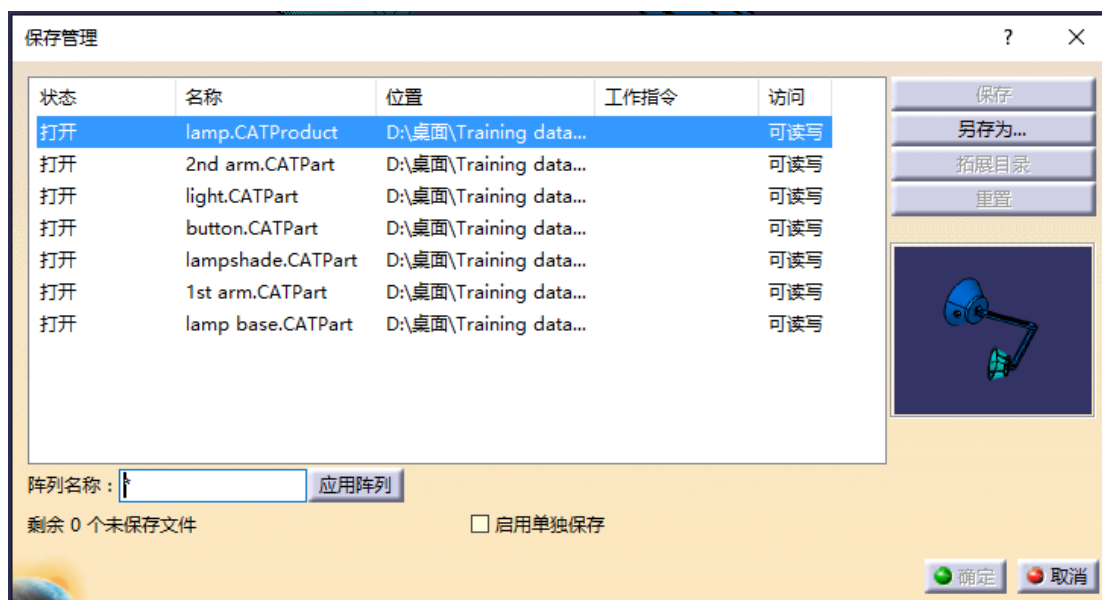 保存管理 ? ×
状态 名称 位置 工作指令 访问 保存
打开 lamp.CATProduct D:\桌面\Training data... 可读写 另存为...
打开 2nd arm.CATPart D:\桌面\Training data... 可读写 拓展目录
打开 light.CATPart D:\桌面\Training data... 可读写 重置
打开 button.CATPart D:\桌面\Training data... 可读写
打开 lampshade.CATPart D:\桌面\Training data... 可读写
打开 1st arm.CATPart D:\桌面\Training data... 可读写
打开 lamp base.CATPart D:\桌面\Training data... 可读写
阵列名称：* 应用阵列
剩余 0 个未保存文件 启用单独保存
确定 取消